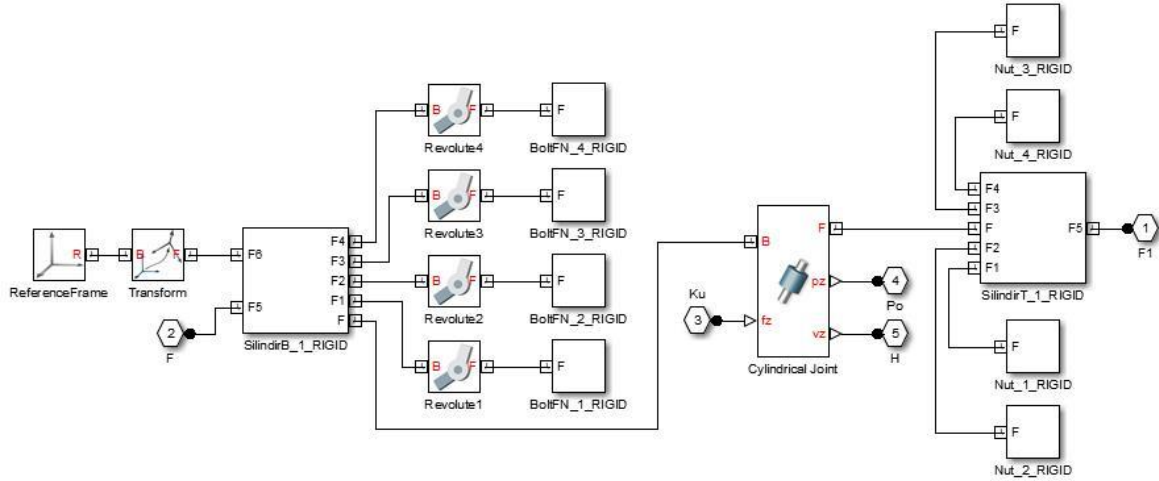 F
Nut_3_RIGID
B F
Revolute4
F
BoltFN_4_RIGID
F
Nut_4_RIGID
B F
Revolute3
F
BoltFN_3_RIGID
R
ReferenceFrame
B F
Transform
F6
F5
F4
F3
F2
F1
F
SilindirB_1_RIGID
2
F
B F
Revolute2
F
BoltFN_2_RIGID
B F
Revolute1
F
BoltFN_1_RIGID
Ku
3
B
fz
F
pz
vz
Cylindrical Joint
4
Po
5
H
F4
F3
F
F2
F1
F5
SilindirT_1_RIGID
1
F1
F
Nut_1_RIGID
F
Nut_2_RIGID